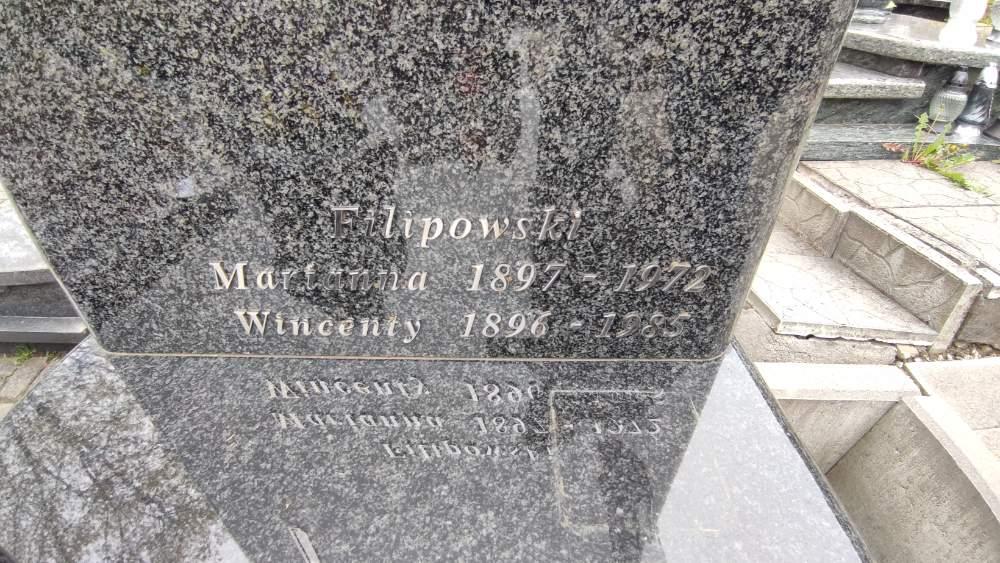 Filipowski
Marianna 1897 - 1972
Wincenty 1896 - 1985